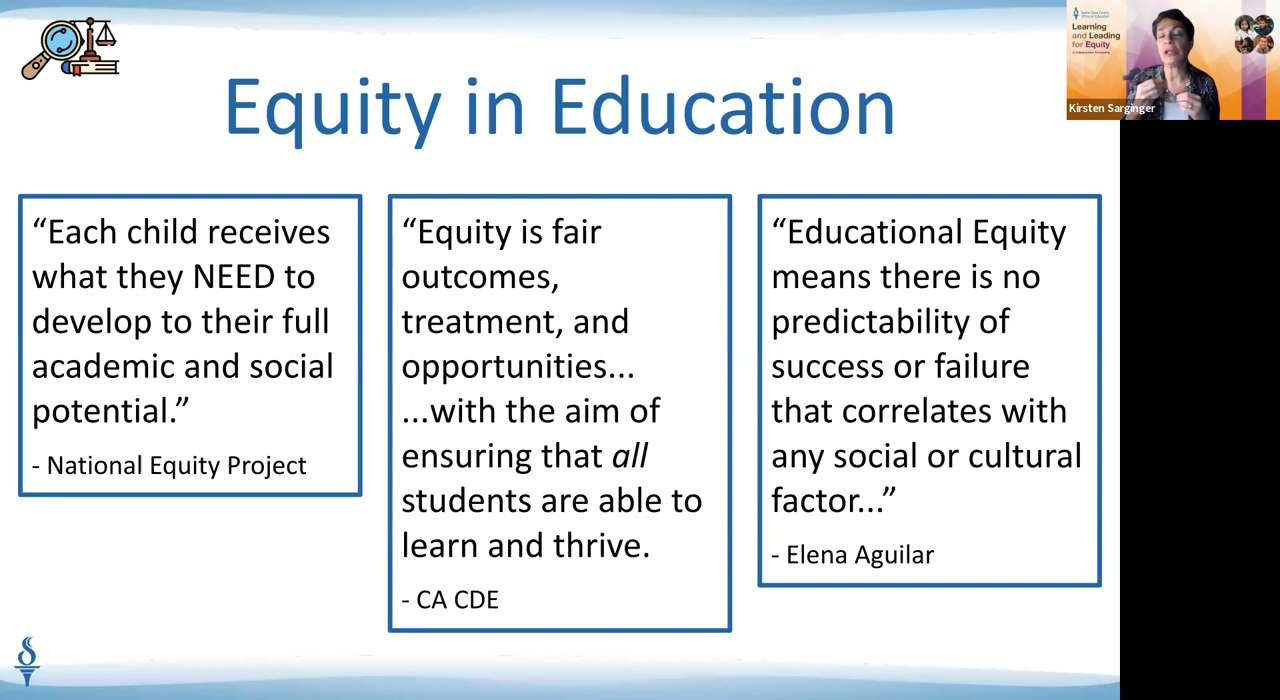 Equity in Education
“Each child receives
what they NEED to
develop to their full
academic and social
potential.”
- National Equity Project
“Equity is fair
outcomes,
treatment, and
opportunities...
...with the aim of
ensuring that all
students are able to
learn and thrive.
- CA CDE
“Educational Equity
means there is no
predictability of
success or failure
that correlates with
any social or cultural
factor...”
- Elena Aguilar
Learning
and Leading
for Equity
Kirsten Sarginger